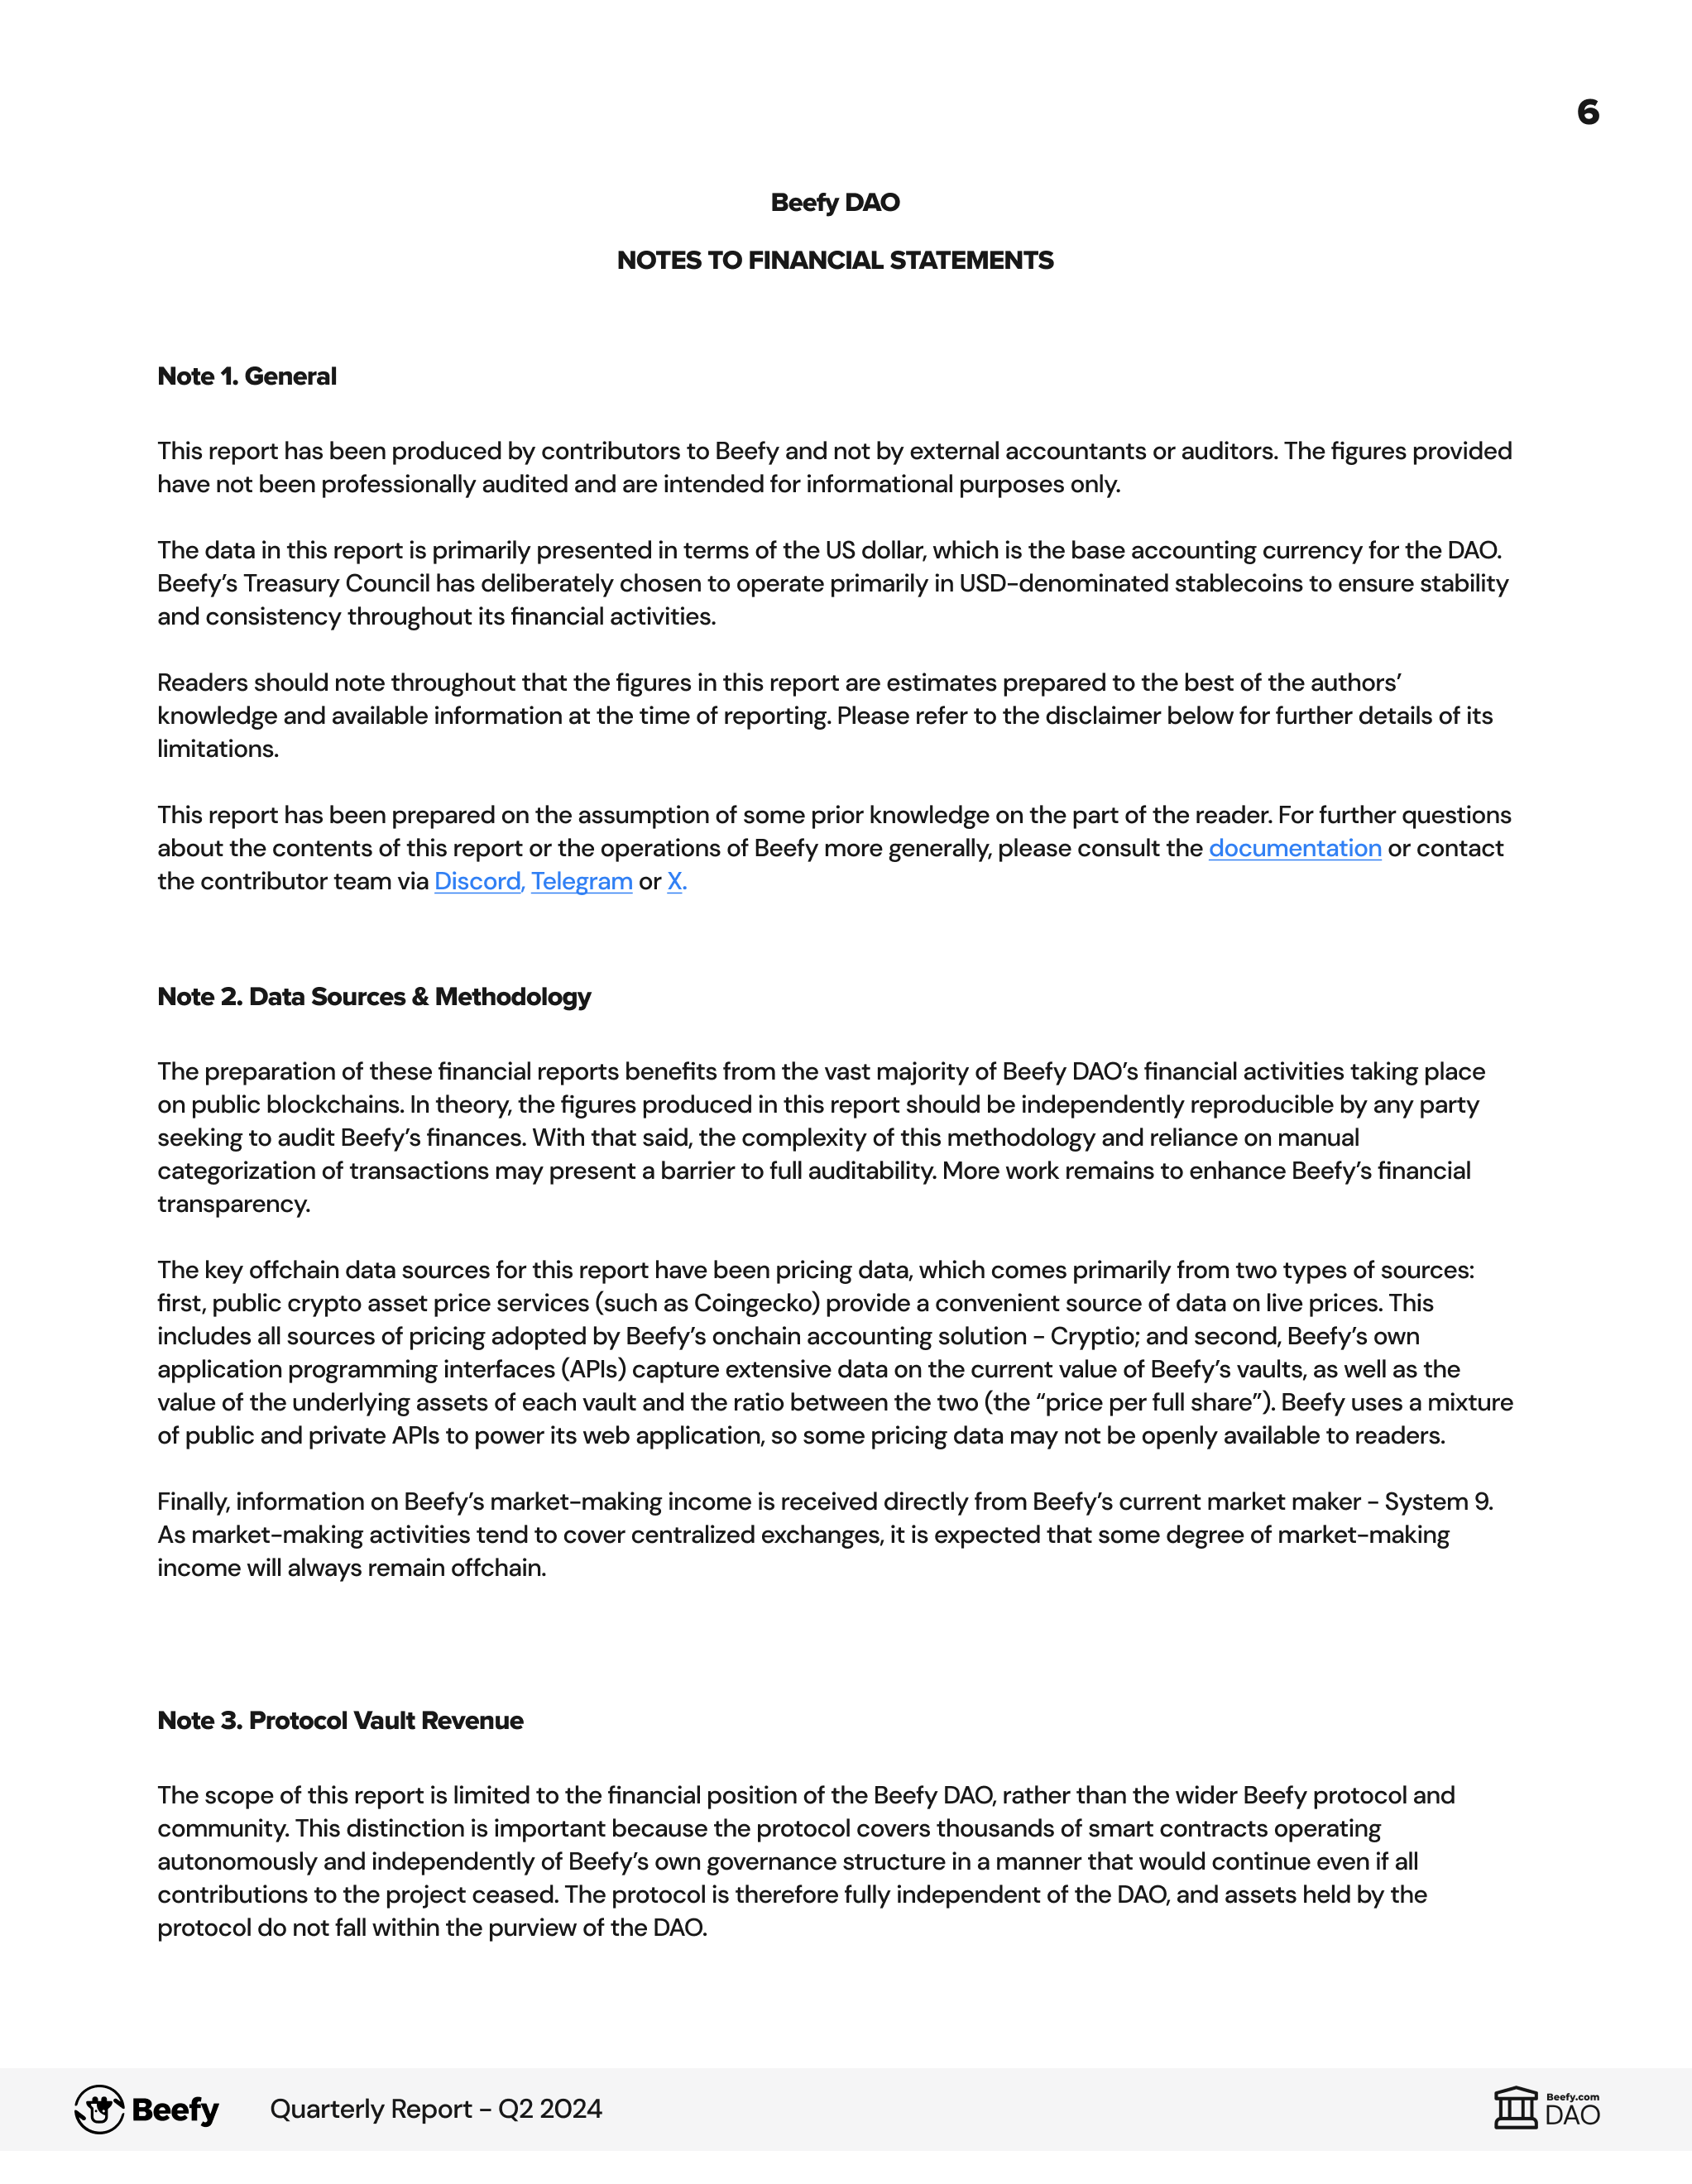 6
Beefy DAO
NOTES TO FINANCIAL STATEMENTS
Note 1. General
This report has been produced by contributors to Beefy and not by external accountants or auditors. The figures provided
have not been professionally audited and are intended for informational purposes only.
The data in this report is primarily presented in terms of the US dollar, which is the base accounting currency for the DAO.
Beefy’s Treasury Council has deliberately chosen to operate primarily in USD-denominated stablecoins to ensure stability
and consistency throughout its financial activities.
Readers should note throughout that the figures in this report are estimates prepared to the best of the authors’
knowledge and available information at the time of reporting. Please refer to the disclaimer below for further details of its
limitations.
This report has been prepared on the assumption of some prior knowledge on the part of the reader. For further questions
about the contents of this report or the operations of Beefy more generally, please consult the documentation or contact
the contributor team via Discord, Telegram or X.
Note 2. Data Sources & Methodology
The preparation of these financial reports benefits from the vast majority of Beefy DAO’s financial activities taking place
on public blockchains. In theory, the figures produced in this report should be independently reproducible by any party
seeking to audit Beefy’s finances. With that said, the complexity of this methodology and reliance on manual
categorization of transactions may present a barrier to full auditability. More work remains to enhance Beefy’s financial
transparency.
The key offchain data sources for this report have been pricing data, which comes primarily from two types of sources:
first, public crypto asset price services (such as Coingecko) provide a convenient source of data on live prices. This
includes all sources of pricing adopted by Beefy’s onchain accounting solution – Cryptio; and second, Beefy’s own
application programming interfaces (APIs) capture extensive data on the current value of Beefy’s vaults, as well as the
value of the underlying assets of each vault and the ratio between the two (the “price per full share”). Beefy uses a mixture
of public and private APIs to power its web application, so some pricing data may not be openly available to readers.
Finally, information on Beefy’s market-making income is received directly from Beefy’s current market maker – System 9.
As market-making activities tend to cover centralized exchanges, it is expected that some degree of market-making
income will always remain offchain.
Note 3. Protocol Vault Revenue
The scope of this report is limited to the financial position of the Beefy DAO, rather than the wider Beefy protocol and
community. This distinction is important because the protocol covers thousands of smart contracts operating
autonomously and independently of Beefy’s own governance structure in a manner that would continue even if all
contributions to the project ceased. The protocol is therefore fully independent of the DAO, and assets held by the
protocol do not fall within the purview of the DAO.
Beefy Quarterly Report – Q2 2024
Beefy.com
DAO